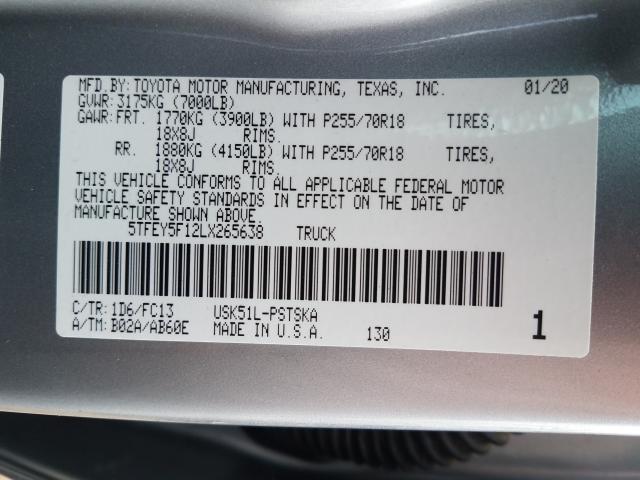 MFD.BY:TOYOTA MOTOR MANUFACTURING, TEXAS, INC. 01/20
GVWR:3175KG (7000LB)
GAWR:FRT. 1770KG (3900LB) WITH P255/70R18 TIRES,
18X8J RIMS.
RR. 1880KG (4150LB) WITH P255/70R18 TIRES,
18X8J RIMS.
THIS VEHICLE CONFORMS TO ALL APPLICABLE FEDERAL MOTOR
VEHICLE SAFETY STANDARDS IN EFFECT ON THE DATE OF
MANUFACTURE SHOWN ABOVE.
5TFEY5F12LX265638 TRUCK
C/TR:1D6/FC13 USK51L-PSTSKA
A/TM:B02A/AB60E MADE IN U.S.A. 130 1